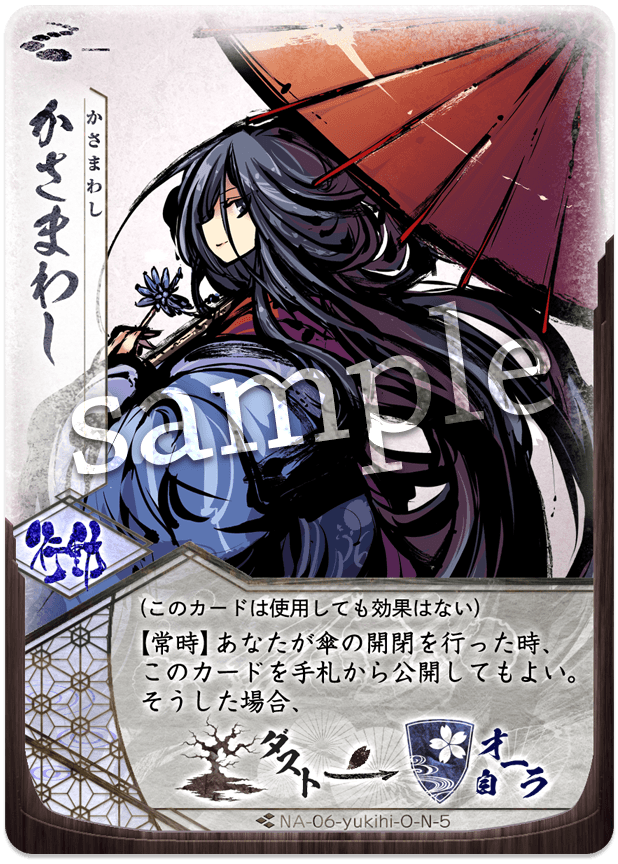 一
かさまわし
かさまわし
sample
行動
(このカードは使用しても効果はない)
【常時】あなたが傘の開閉を行った時、
このカードを手札から公開してもよい。
そうした場合、
ダスト
オーラ
自
NA-06-yukihi-O-N-5